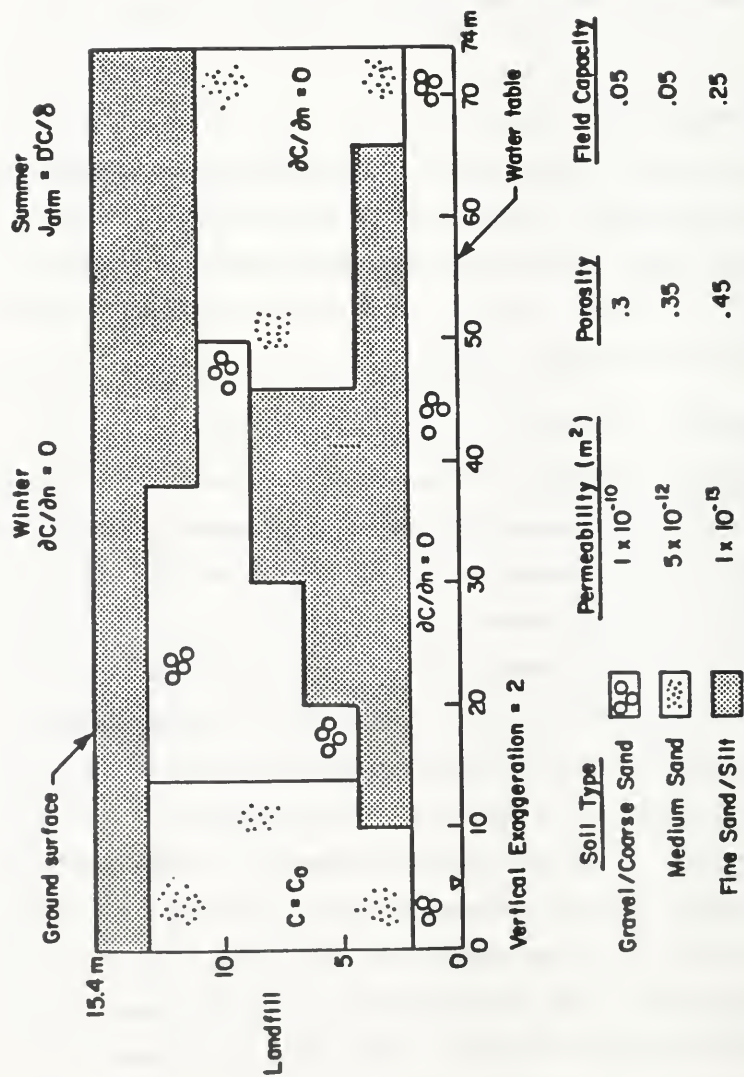 Winter
∂C/∂n = 0
Summer
Jatm = D'C/δ
Ground surface
15.4 m
10
5
0
Landfill
C = C₀
∂C/∂n = 0
∂C/∂n = 0
0 10 20 30 40 50 60 70 74 m
Water table
Vertical Exaggeration = 2
Soil Type Permeability (m²) Porosity Field Capacity
Gravel/Coarse Sand 1 x 10⁻¹⁰ .3 .05
Medium Sand 5 x 10⁻¹² .35 .05
Fine Sand/Silt 1 x 10⁻¹³ .45 .25